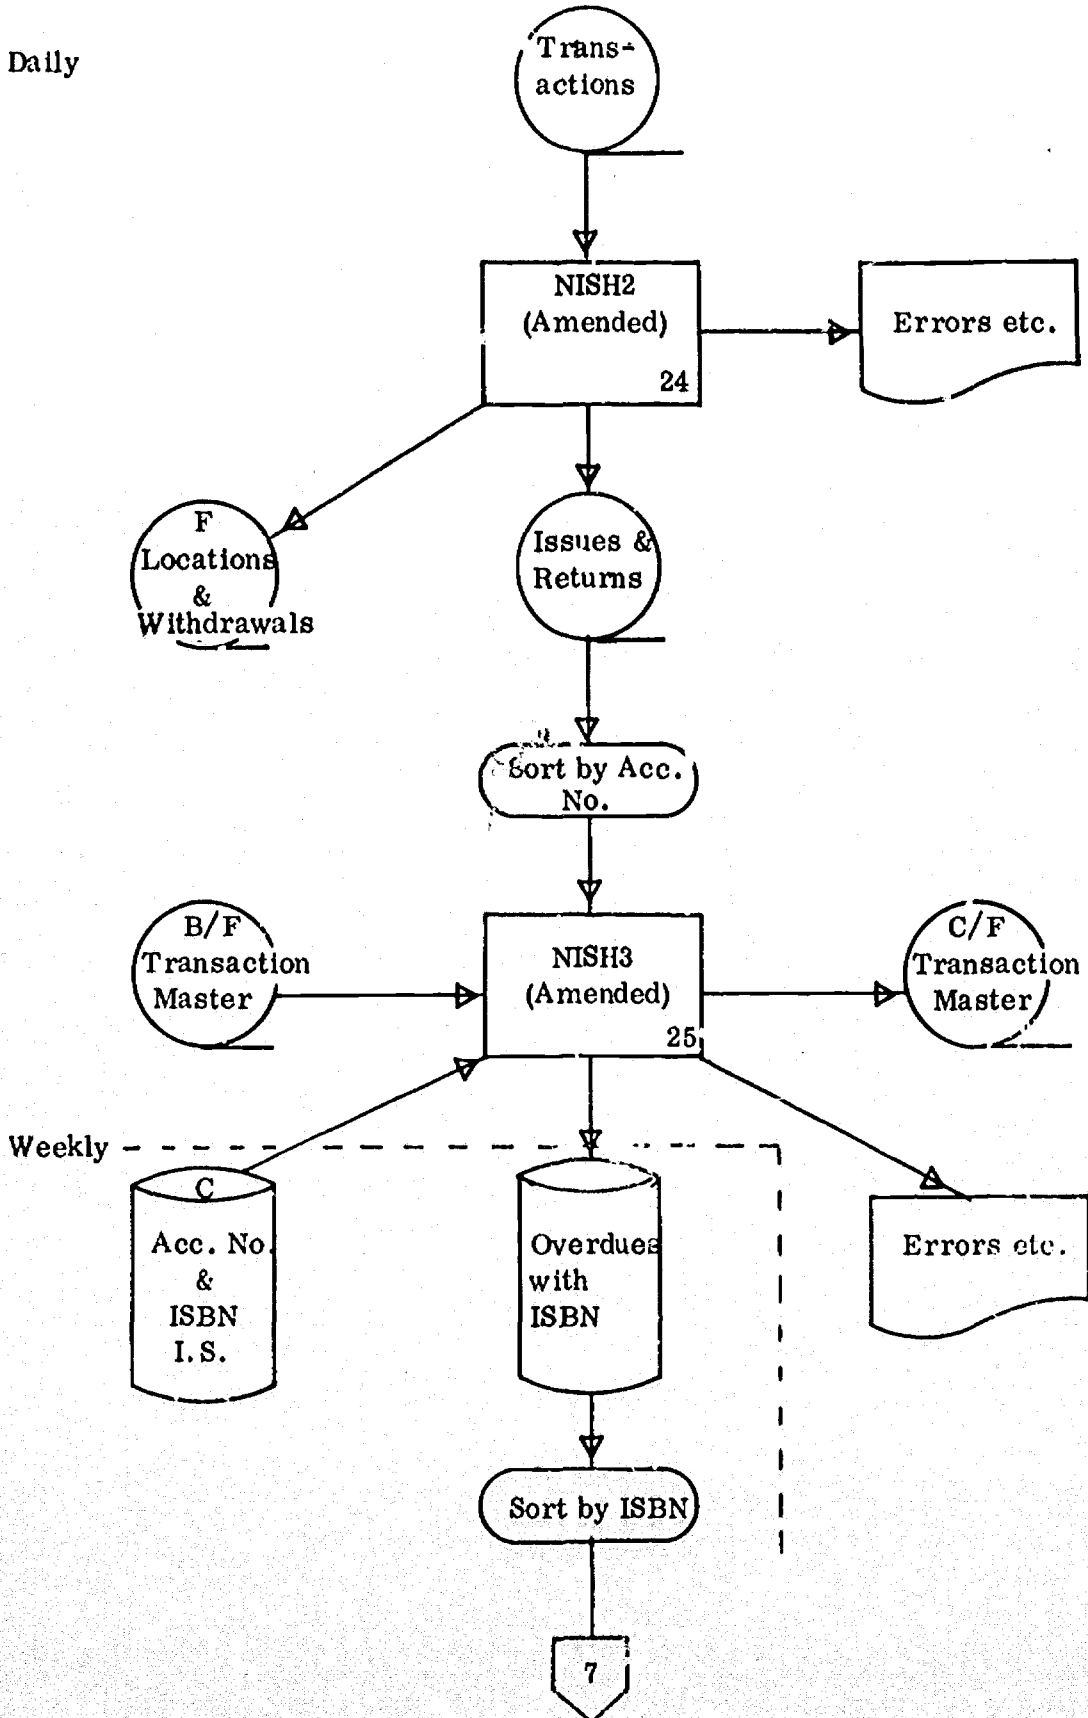 Daily
Trans-
actions
NISH2
(Amended)
24
Errors etc.
F
Locations
&
Withdrawals
Issues &
Returns
Sort by Acc.
No.
B/F
Transaction
Master
NISH3
(Amended)
25
C/F
Transaction
Master
Weekly
C
Acc. No.
&
ISBN
I.S.
Overdues
with
ISBN
Errors etc.
Sort by ISBN
7